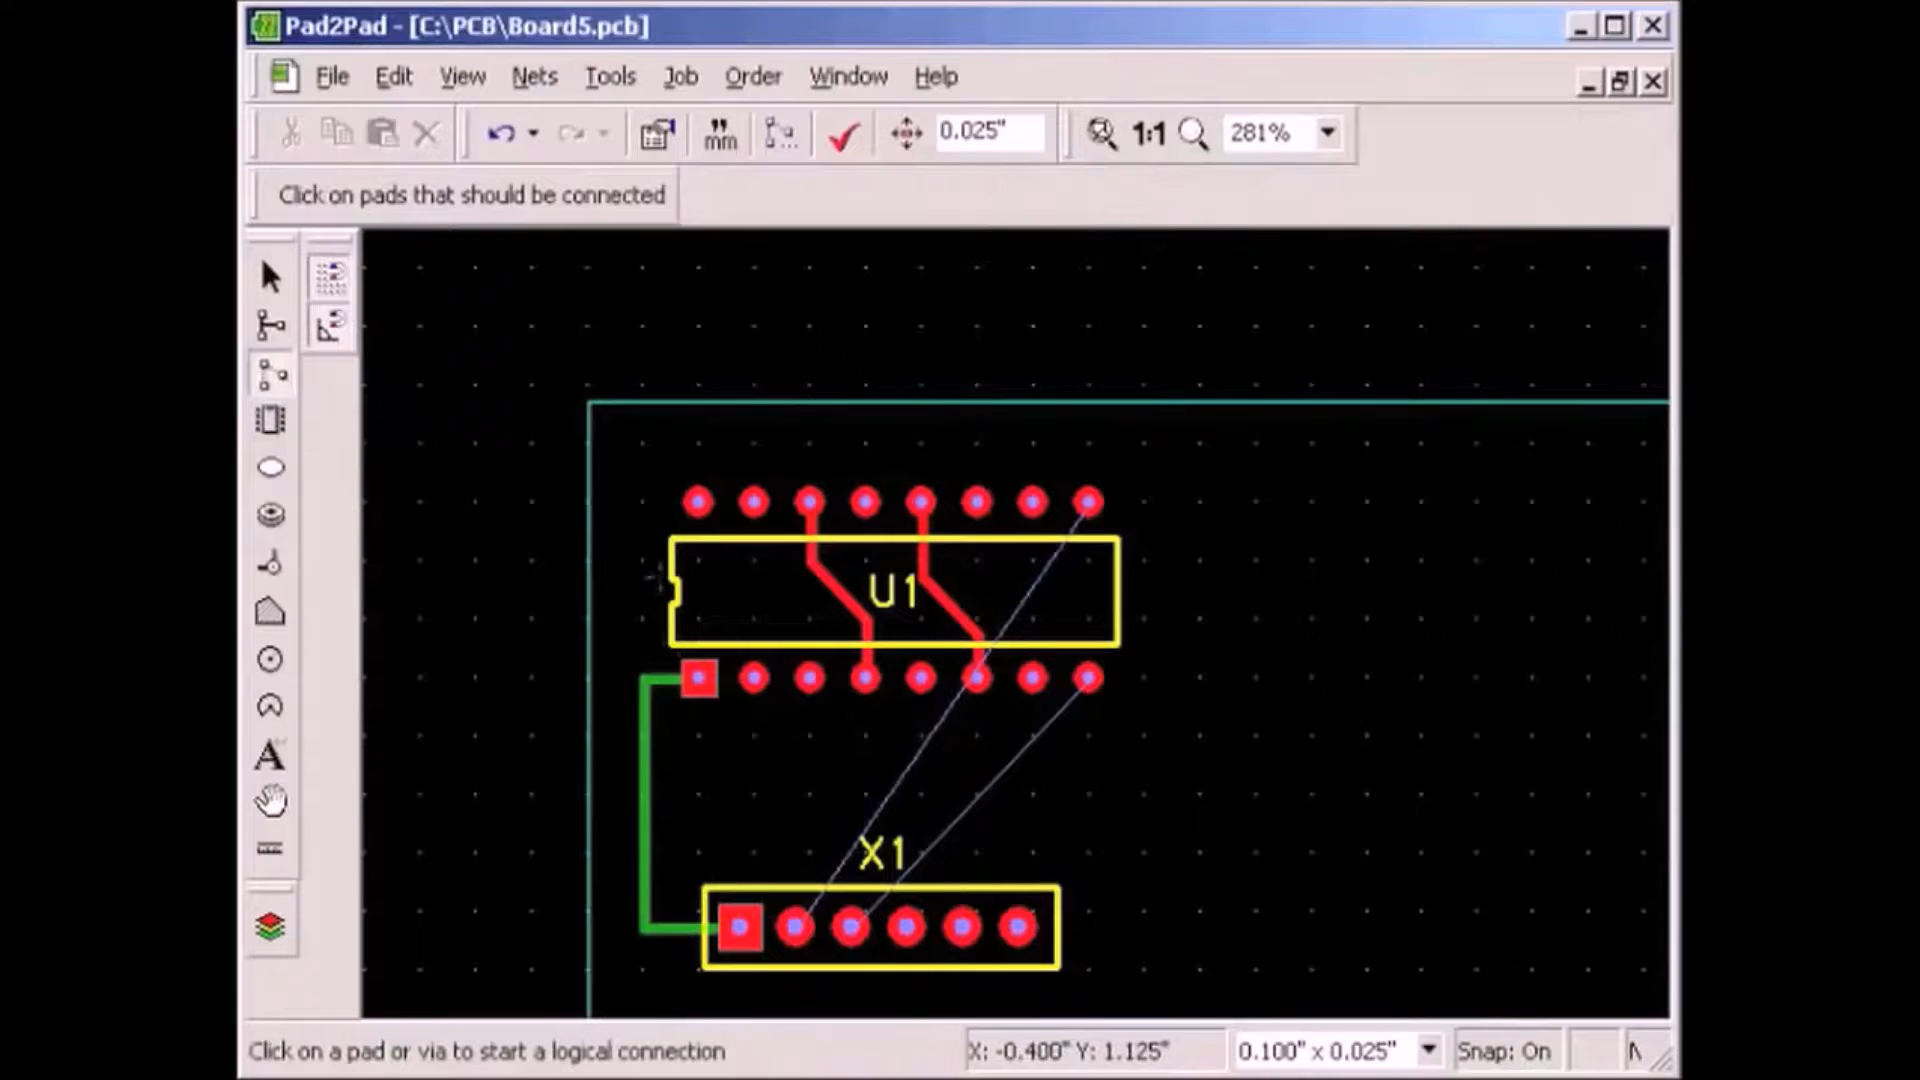 Pad2Pad - [C:\PCB\Board5.pcb]
File Edit View Nets Tools Job Order Window Help
" mm 0.025" 1:1 281%
Click on pads that should be connected
U1
A
X1
Click on a pad or via to start a logical connection X: -0.400" Y: 1.125" 0.100" x 0.025" Snap: On